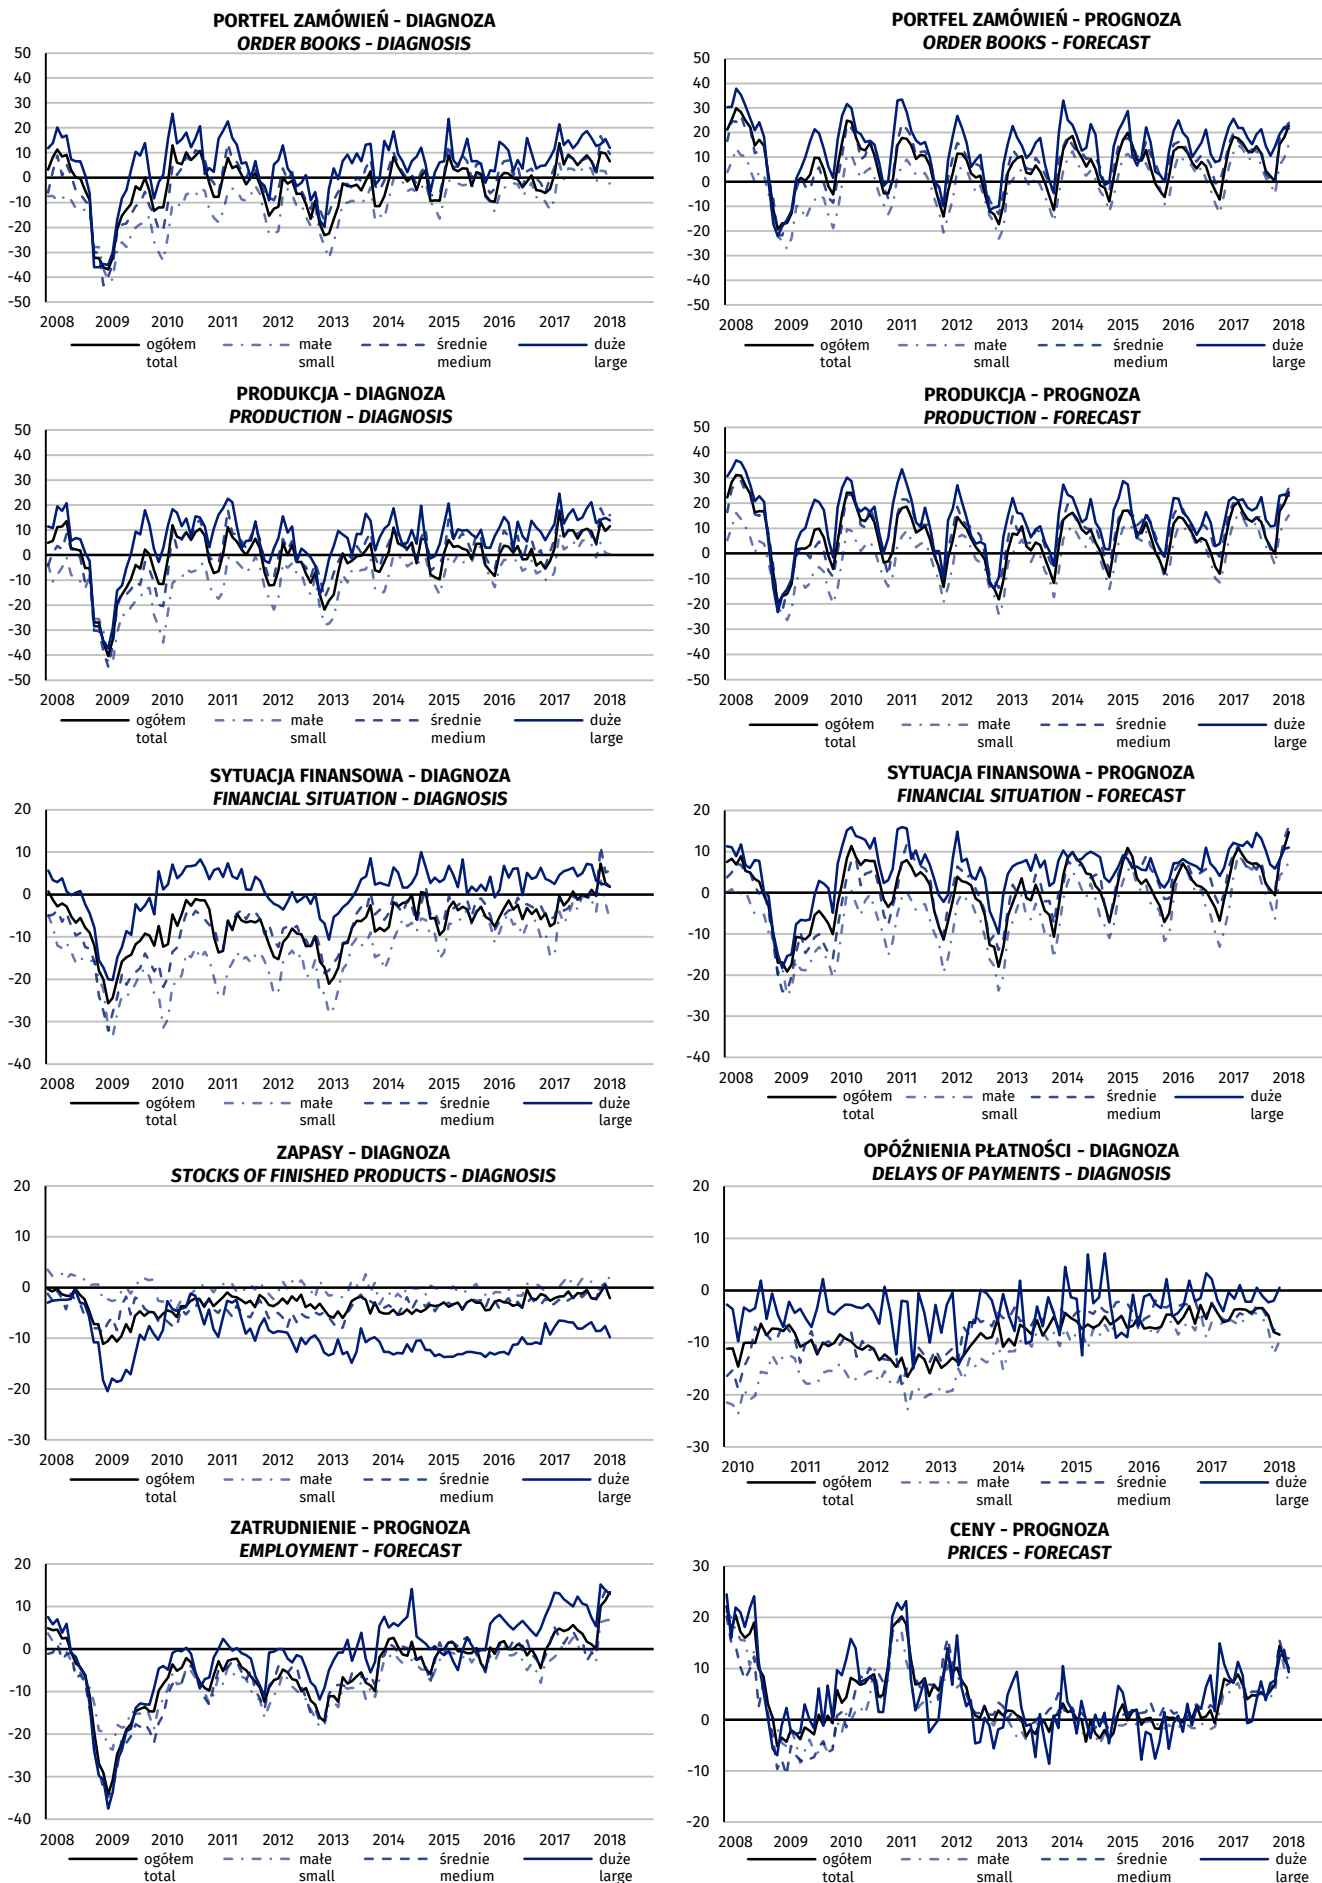 PORTFEL ZAMÓWIEŃ - DIAGNOZA
ORDER BOOKS - DIAGNOSIS
50
40
30
20
10
0
-10
-20
-30
-40
-50
2008 2009 2010 2011 2012 2013 2014 2015 2016 2017 2018
ogółem małe średnie duże
total small medium large
PORTFEL ZAMÓWIEŃ - PROGNOZA
ORDER BOOKS - FORECAST
50
40
30
20
10
0
-10
-20
-30
-40
-50
2008 2009 2010 2011 2012 2013 2014 2015 2016 2017 2018
ogółem małe średnie duże
total small medium large
PRODUKCJA - DIAGNOZA
PRODUCTION - DIAGNOSIS
50
40
30
20
10
0
-10
-20
-30
-40
-50
2008 2009 2010 2011 2012 2013 2014 2015 2016 2017 2018
ogółem małe średnie duże
total small medium large
PRODUKCJA - PROGNOZA
PRODUCTION - FORECAST
50
40
30
20
10
0
-10
-20
-30
-40
-50
2008 2009 2010 2011 2012 2013 2014 2015 2016 2017 2018
ogółem małe średnie duże
total small medium large
SYTUACJA FINANSOWA - DIAGNOZA
FINANCIAL SITUATION - DIAGNOSIS
20
10
0
-10
-20
-30
-40
2008 2009 2010 2011 2012 2013 2014 2015 2016 2017 2018
ogółem małe średnie duże
total small medium large
SYTUACJA FINANSOWA - PROGNOZA
FINANCIAL SITUATION - FORECAST
20
10
0
-10
-20
-30
-40
2008 2009 2010 2011 2012 2013 2014 2015 2016 2017 2018
ogółem małe średnie duże
total small medium large
ZAPASY - DIAGNOZA
STOCKS OF FINISHED PRODUCTS - DIAGNOSIS
20
10
0
-10
-20
-30
2008 2009 2010 2011 2012 2013 2014 2015 2016 2017 2018
ogółem małe średnie duże
total small medium large
OPÓŹNIENIA PŁATNOŚCI - DIAGNOZA
DELAYS OF PAYMENTS - DIAGNOSIS
20
10
0
-10
-20
-30
2010 2011 2012 2013 2014 2015 2016 2017 2018
ogółem małe średnie duże
total small medium large
ZATRUDNIENIE - PROGNOZA
EMPLOYMENT - FORECAST
20
10
0
-10
-20
-30
-40
2008 2009 2010 2011 2012 2013 2014 2015 2016 2017 2018
ogółem małe średnie duże
total small medium large
CENY - PROGNOZA
PRICES - FORECAST
30
20
10
0
-10
-20
2008 2009 2010 2011 2012 2013 2014 2015 2016 2017 2018
ogółem małe średnie duże
total small medium large